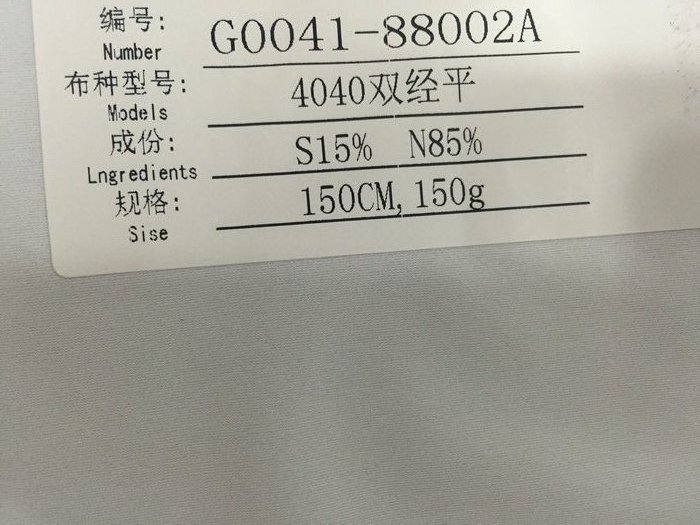 编号: G0041-88002A
Number
布种型号: 4040双经平
Models
成份: S15% N85%
Lngredients
规格: 150CM, 150g
Sise